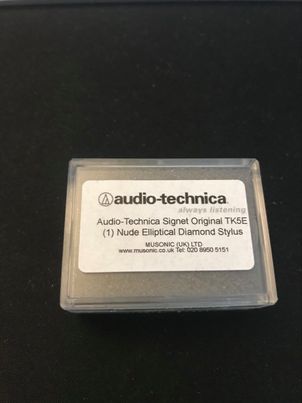 audio-technica
always listening
Audio-Technica Signet Original TK5E
(1) Nude Elliptical Diamond Stylus
MUSONIC (UK) LTD
www.musonic.co.uk Tel: 020 8950 5151